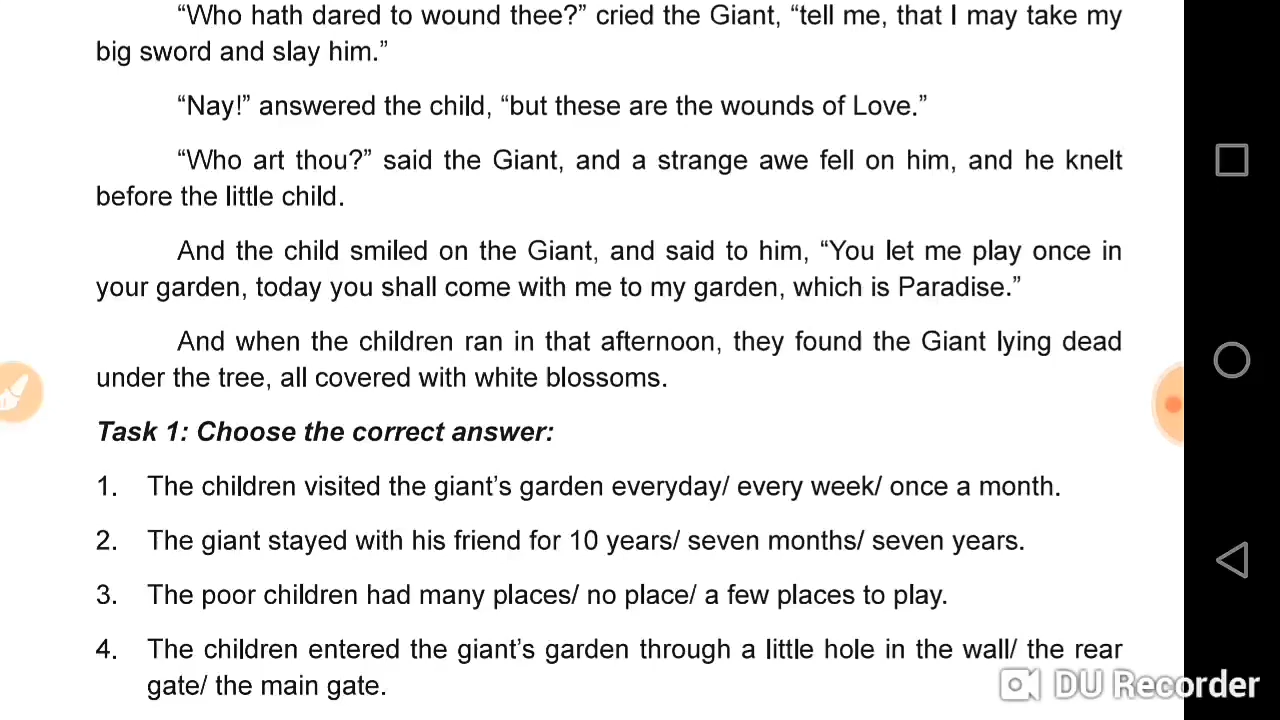 “Who hath dared to wound thee?” cried the Giant, “tell me, that I may take my
big sword and slay him.”
“Nay!” answered the child, “but these are the wounds of Love.”
“Who art thou?” said the Giant, and a strange awe fell on him, and he knelt
before the little child.
And the child smiled on the Giant, and said to him, “You let me play once in
your garden, today you shall come with me to my garden, which is Paradise.”
And when the children ran in that afternoon, they found the Giant lying dead
under the tree, all covered with white blossoms.
Task 1: Choose the correct answer:
1. The children visited the giant’s garden everyday/ every week/ once a month.
2. The giant stayed with his friend for 10 years/ seven months/ seven years.
3. The poor children had many places/ no place/ a few places to play.
4. The children entered the giant’s garden through a little hole in the wall/ the rear
gate/ the main gate.
DU Recorder